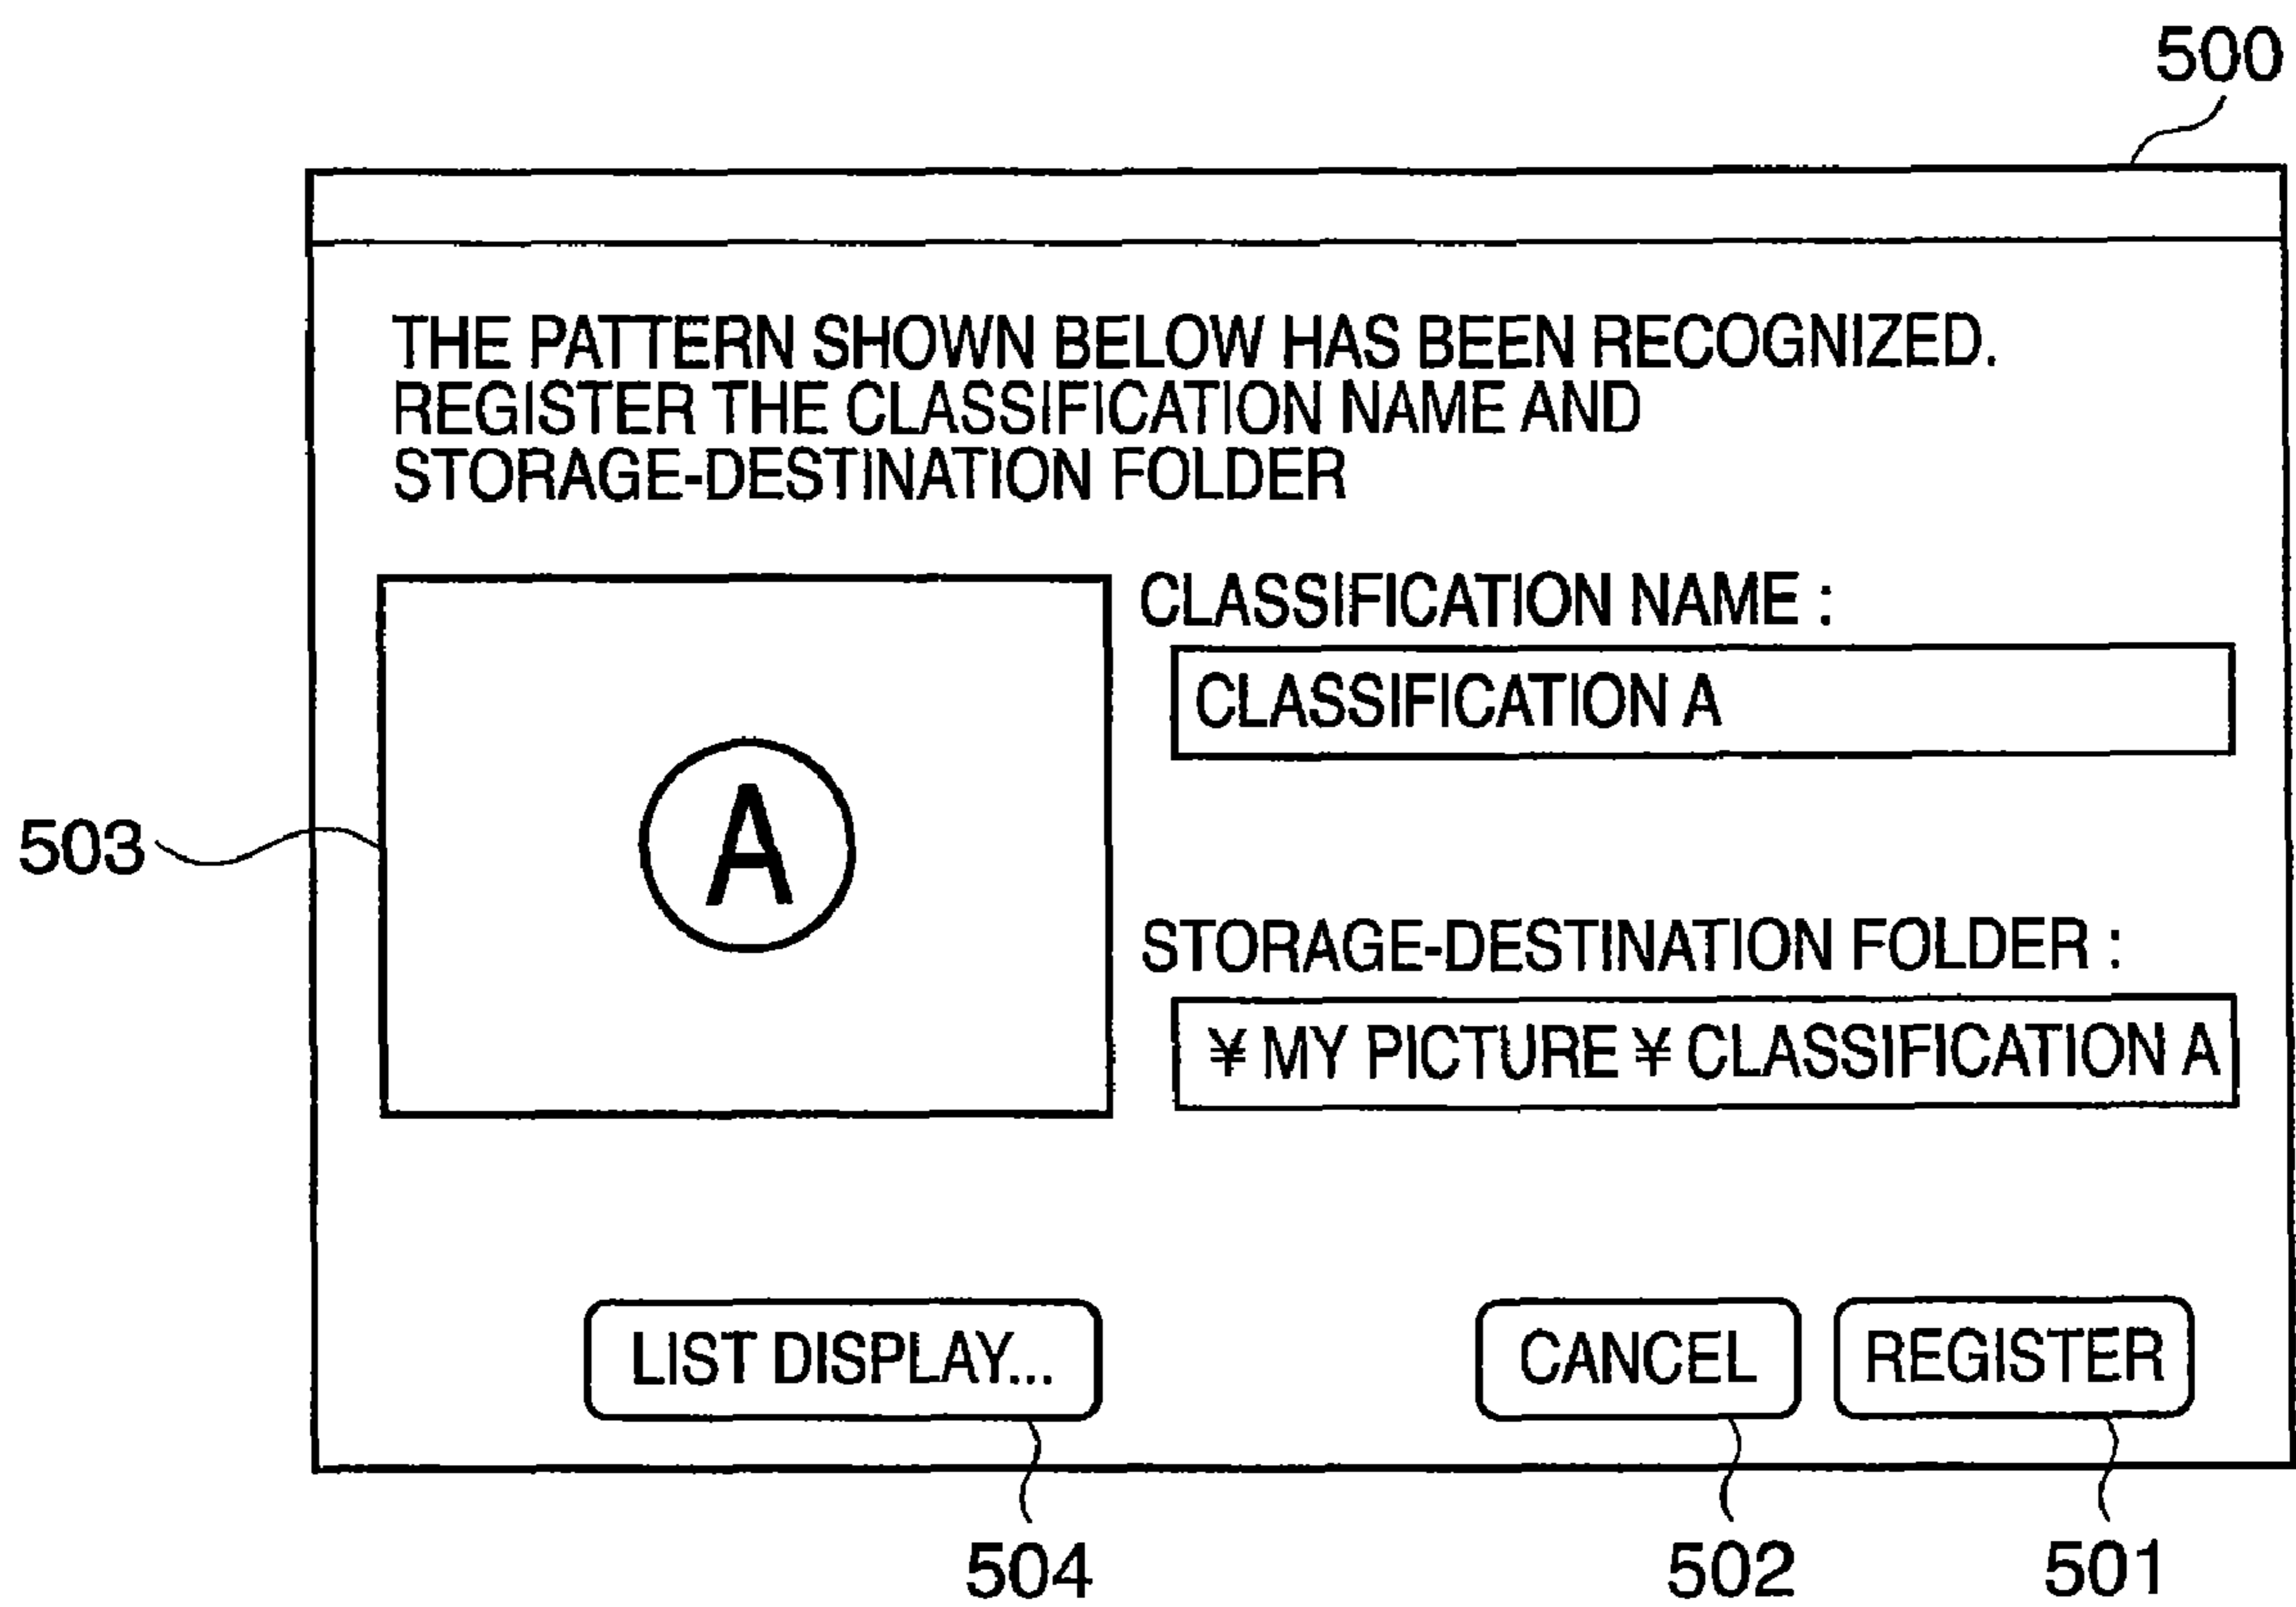 500
THE PATTERN SHOWN BELOW HAS BEEN RECOGNIZED.
REGISTER THE CLASSIFICATION NAME AND
STORAGE-DESTINATION FOLDER
CLASSIFICATION NAME :
CLASSIFICATION A
503
A
STORAGE-DESTINATION FOLDER :
¥ MY PICTURE ¥ CLASSIFICATION A
LIST DISPLAY...
CANCEL
REGISTER
504
502
501